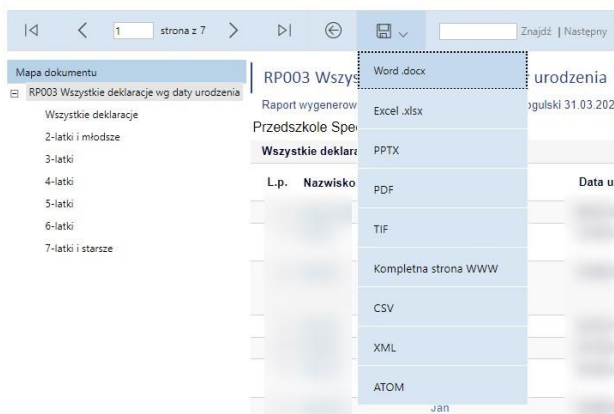 1 strona z 7 Znajdź | Następny
Mapa dokumentu
RP003 Wszystkie deklaracje wg daty urodzenia
Wszystkie deklaracje
2-latki i młodsze
3-latki
4-latki
5-latki
6-latki
7-latki i starsze
Word .docx
Excel .xlsx
PPTX
PDF
TIF
Kompletna strona WWW
CSV
XML
ATOM
RP003 Wszys urodzenia
Raport wygenerow ogulski 31.03.202
Przedszkole Spe
Wszystkie deklara
L.p. Nazwisko Data u
Jan